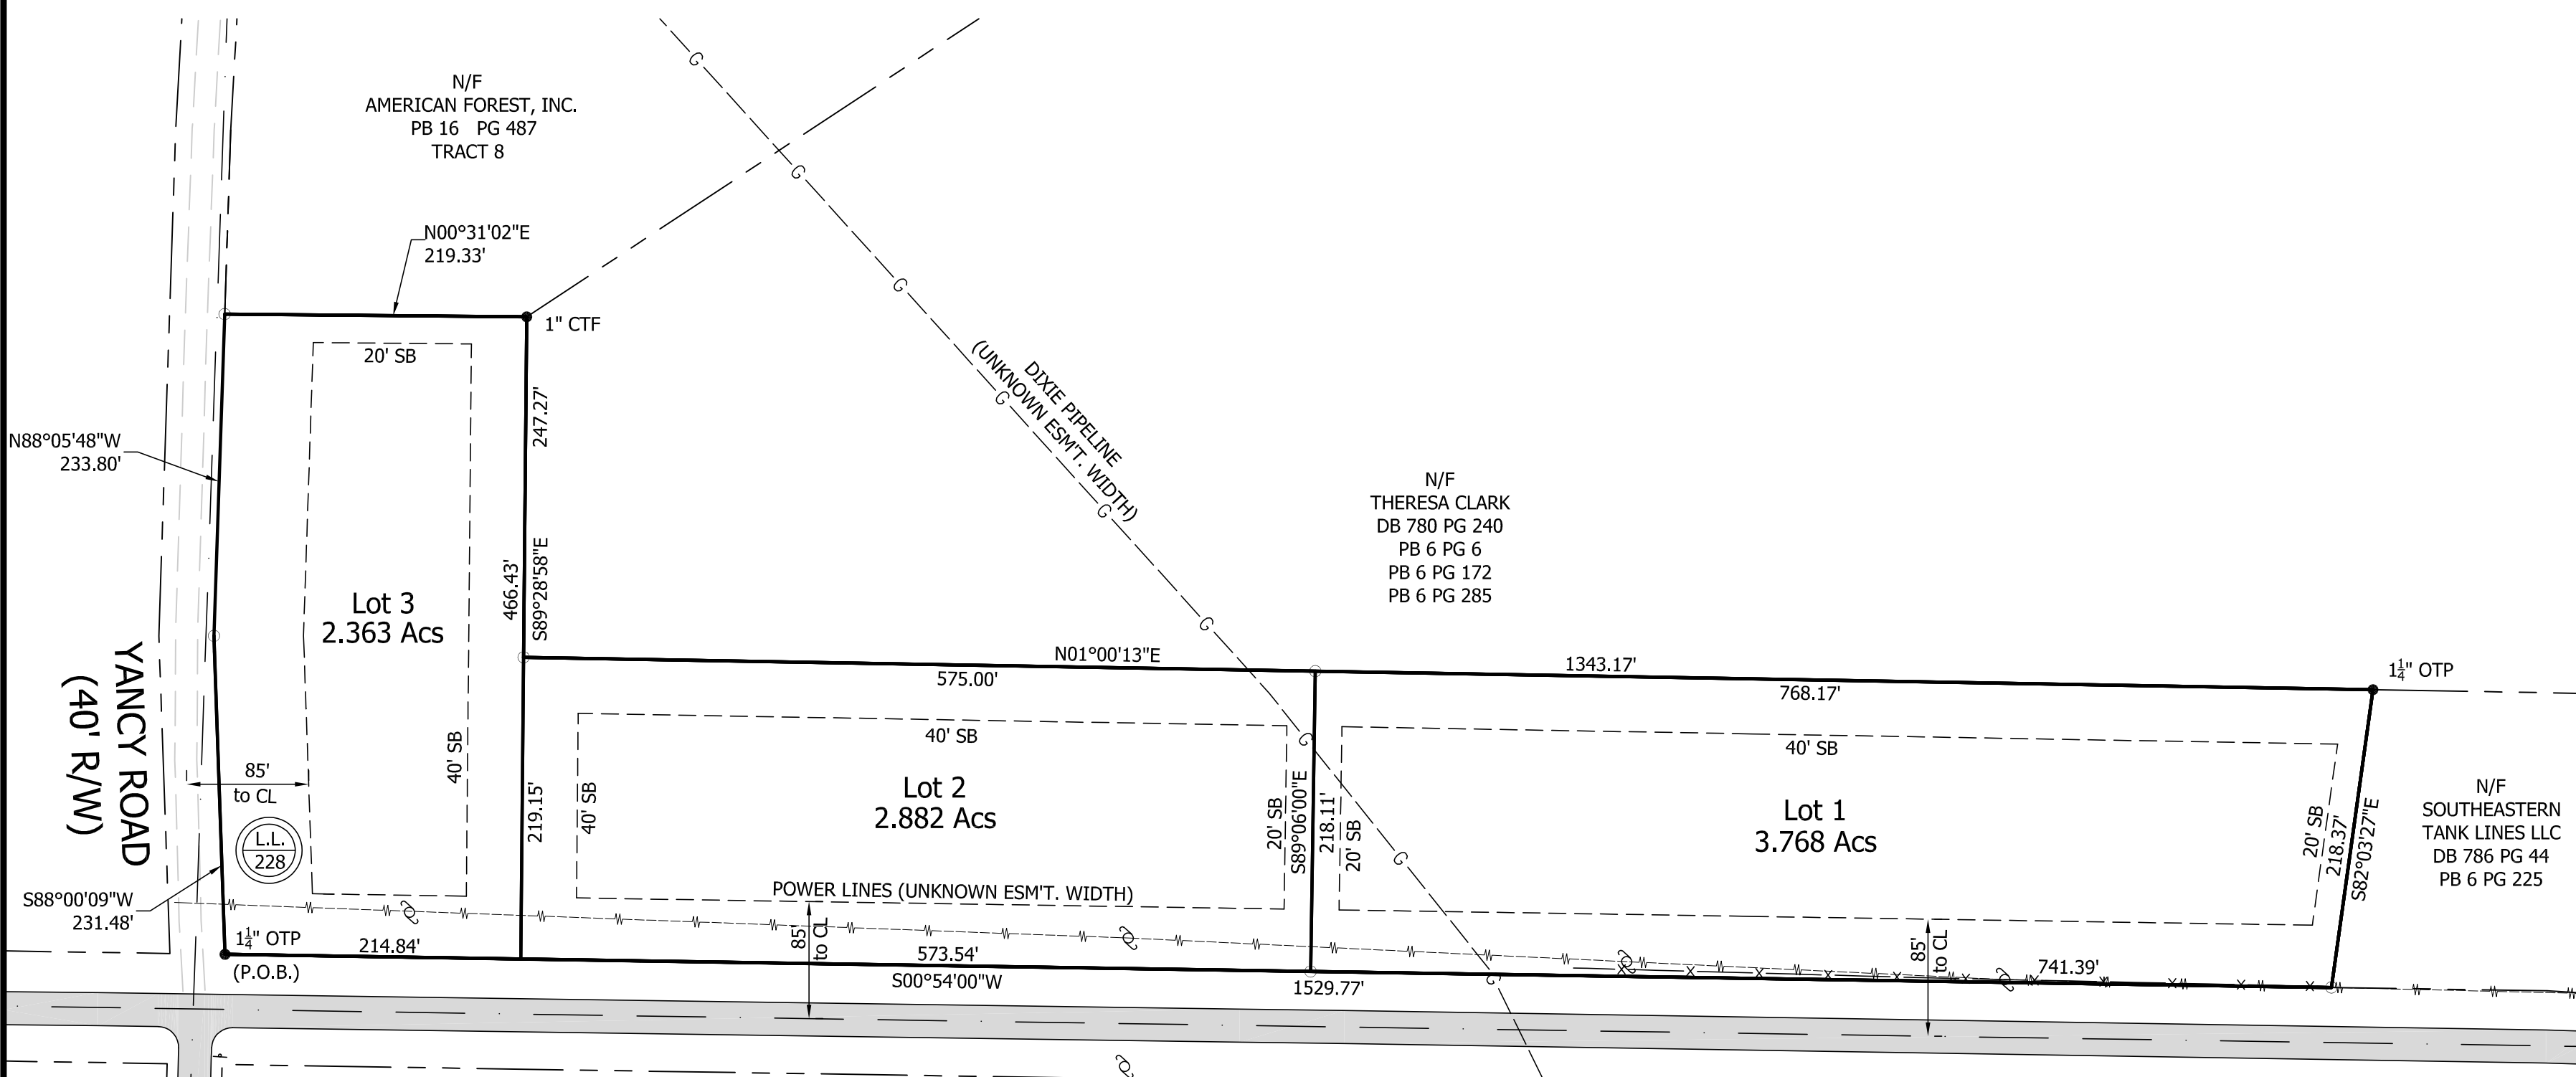 N/F
AMERICAN FOREST, INC.
PB 16 PG 487
TRACT 8
N00°31'02"E
219.33'
1" CTF
20' SB
247.27'
N88°05'48"W
233.80'
DIXIE PIPELINE
(UNKNOWN ESM'T. WIDTH)
G
G
G
G
G
G
G
G
G
N/F
THERESA CLARK
DB 780 PG 240
PB 6 PG 6
PB 6 PG 172
PB 6 PG 285
466.43'
S89°28'58"E
Lot 3
2.363 Acs
YANCY ROAD
(40' R/W)
N01°00'13"E
575.00'
1343.17'
768.17'
1¼" OTP
40' SB
85'
to CL
L.L.
228
S88°00'09"W
231.48'
1¼" OTP
(P.O.B.)
214.84'
219.15'
40' SB
40' SB
Lot 2
2.882 Acs
20' SB
S89°06'00"E
218.11'
20' SB
40' SB
Lot 1
3.768 Acs
20' SB
218.37'
S82°03'27"E
N/F
SOUTHEASTERN
TANK LINES LLC
DB 786 PG 44
PB 6 PG 225
POWER LINES (UNKNOWN ESM'T. WIDTH)
85'
to CL
573.54'
S00°54'00"W
1529.77'
G
85'
to CL
741.39'